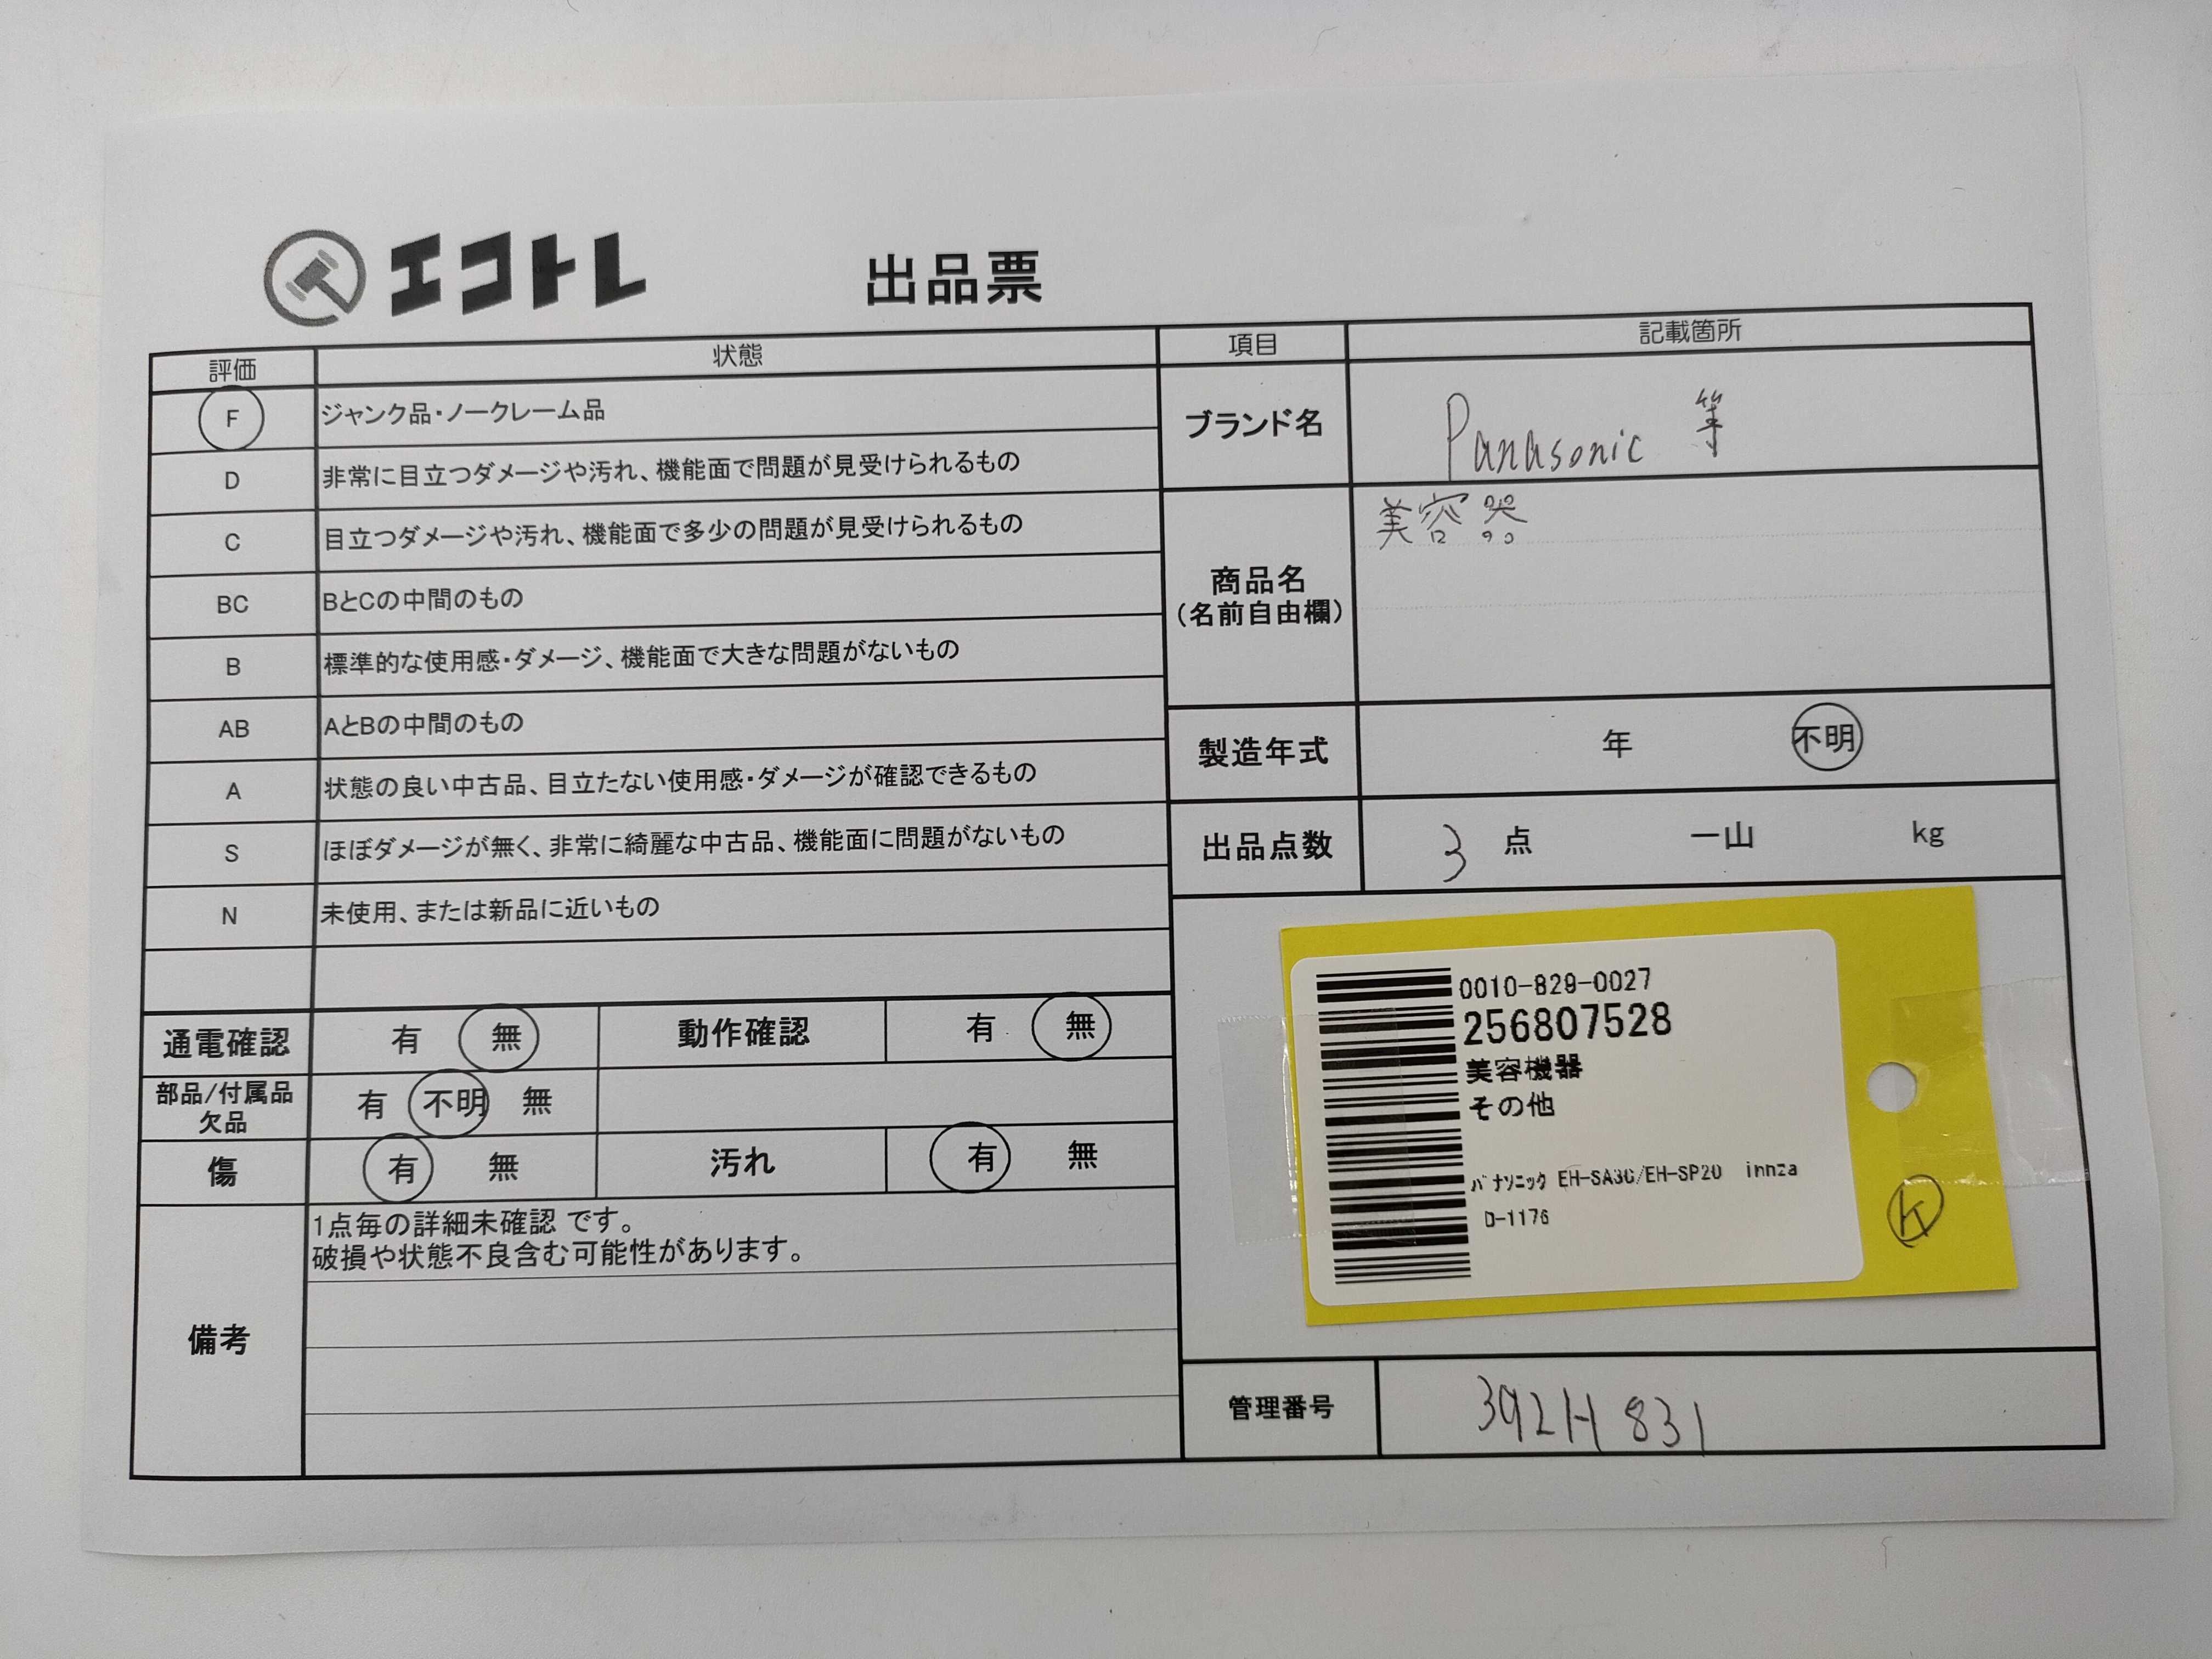 エコトレ 出品票
評価 状態
F ジャンク品・ノークレーム品
D 非常に目立つダメージや汚れ、機能面で問題が見受けられるもの
C 目立つダメージや汚れ、機能面で多少の問題が見受けられるもの
BC BとCの中間のもの
B 標準的な使用感・ダメージ、機能面で大きな問題がないもの
AB AとBの中間のもの
A 状態の良い中古品、目立たない使用感・ダメージが確認できるもの
S ほぼダメージが無く、非常に綺麗な中古品、機能面に問題がないもの
N 未使用、または新品に近いもの
通電確認 有 無 動作確認 有 無
部品/付属品
欠品 有 不明 無
傷 有 無 汚れ 有 無
備考
1点毎の詳細未確認です。
破損や状態不良含む可能性があります。
項目 記載箇所
ブランド名 Panasonic 等
商品名
(名前自由欄)
美容器
製造年式 年 不明
出品点数 3 点 一山 kg
0010-829-0027
256807528
美容機器
その他
パナソニック EH-SA3C/EH-SP20 innza
D-1176
管理番号 392H831